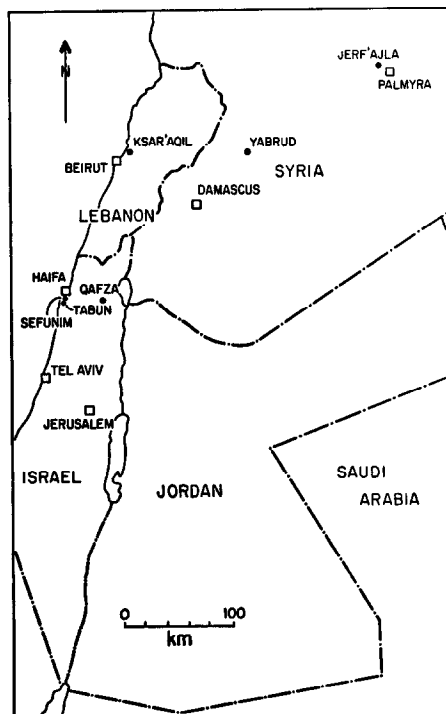 JERF'AJLA
PALMYRA
N
KSAR'AQIL
YABRUD
BEIRUT
SYRIA
DAMASCUS
LEBANON
HAIFA
QAFZA
TABUN
SEFUNIM
TEL AVIV
JERUSALEM
ISRAEL
JORDAN
SAUDI
ARABIA
0 100
km